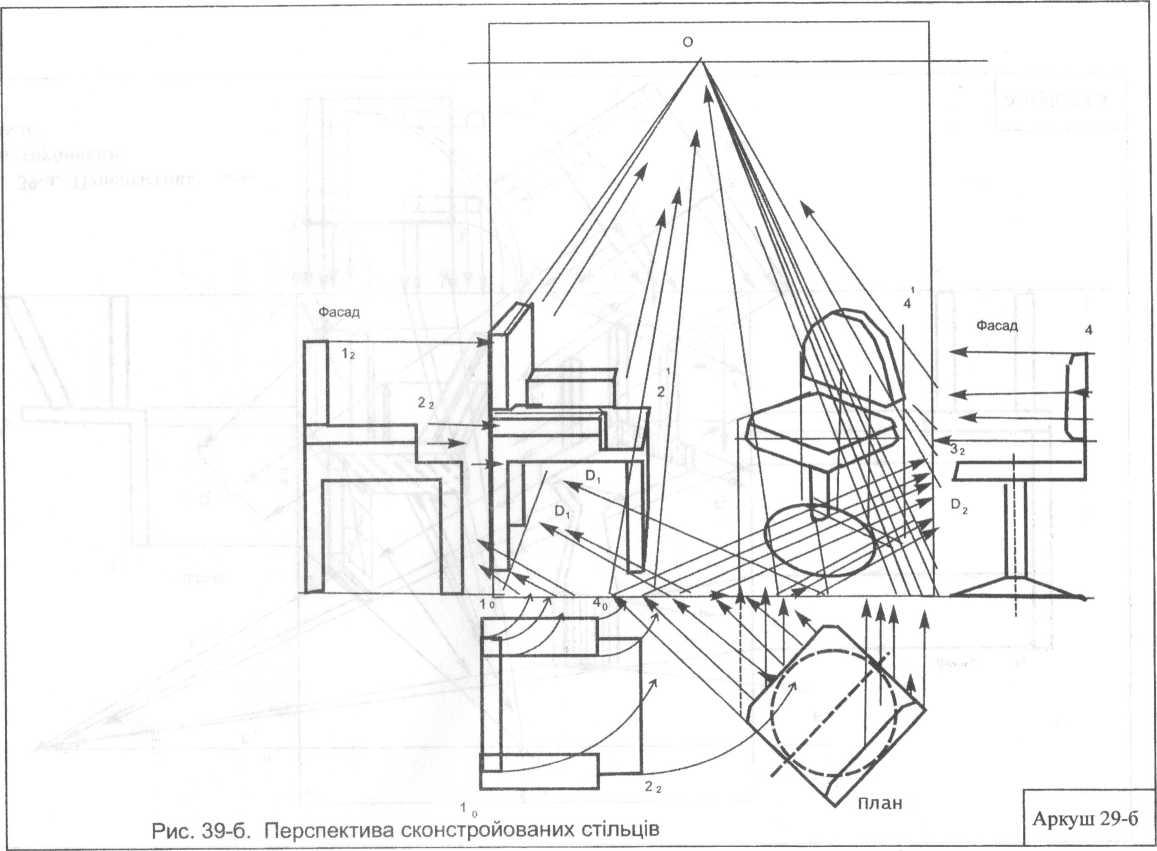 О
4¹
Фасад
Фасад
4
1₂
2¹
2₂
3₂
D₁
D₂
D₁
1₀
4₀
2₂
План
1₀
Рис. 39-б. Перспектива сконстройованих стільців
Аркуш 29-б